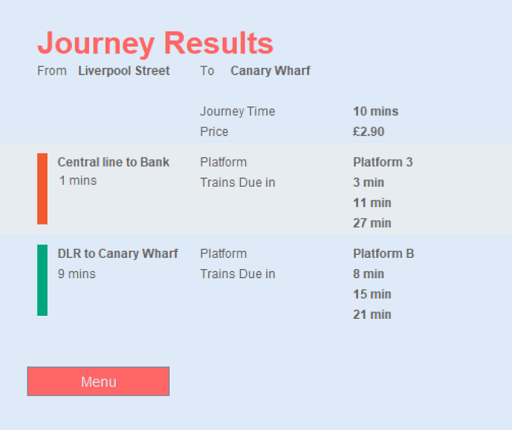 Journey Results
From Liverpool Street To Canary Wharf
Journey Time 10 mins
Price £2.90
Central line to Bank Platform Platform 3
1 mins Trains Due in 3 min
11 min
27 min
DLR to Canary Wharf Platform Platform B
9 mins Trains Due in 8 min
15 min
21 min
Menu